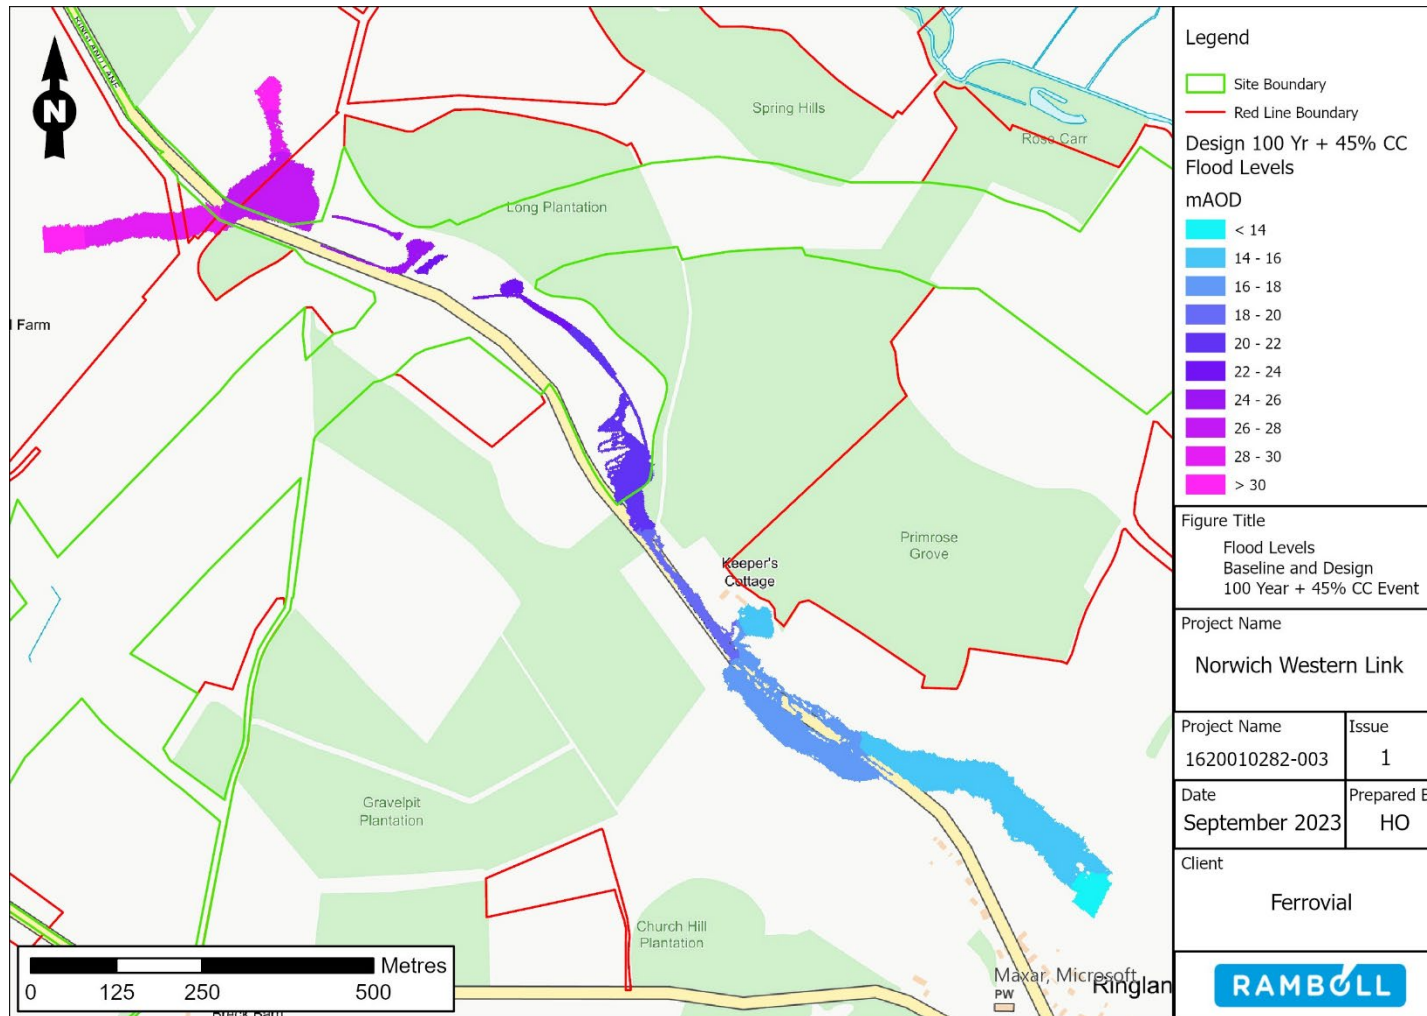 RINGLAND LANE
N
Spring Hills
Rose Carr
Long Plantation
l Farm
Primrose
Grove
Keeper's
Cottage
Gravelpit
Plantation
Church Hill
Plantation
Maxar, Microsoft
Ringlan
PW
Metres
0 125 250 500
Legend
Site Boundary
Red Line Boundary
Design 100 Yr + 45% CC
Flood Levels
mAOD
< 14
14 - 16
16 - 18
18 - 20
20 - 22
22 - 24
24 - 26
26 - 28
28 - 30
> 30
Figure Title
Flood Levels
Baseline and Design
100 Year + 45% CC Event
Project Name
Norwich Western Link
Project Name
1620010282-003
Issue
1
Date
September 2023
Prepared B
HO
Client
Ferrovial
RAMBOLL